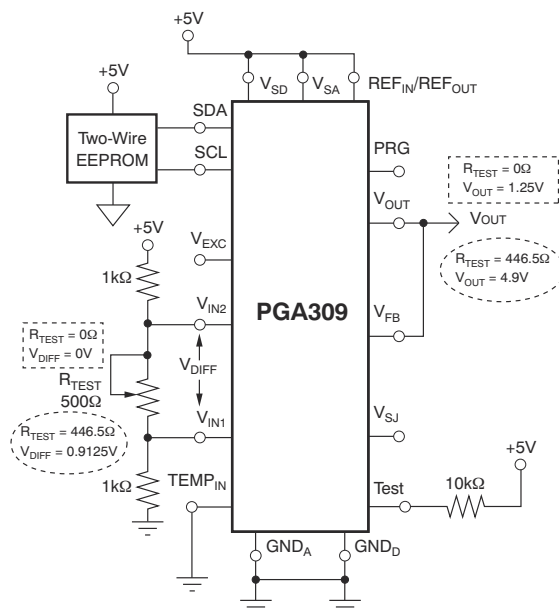 +5V
+5V
V_SD
V_SA
REF_IN/REF_OUT
SDA
Two-Wire
EEPROM
SCL
PRG
R_TEST = 0Ω
V_OUT = 1.25V
V_OUT
V_OUT
+5V
V_EXC
R_TEST = 446.5Ω
V_OUT = 4.9V
1kΩ
PGA309
V_IN2
V_FB
R_TEST = 0Ω
V_DIFF = 0V
V_DIFF
R_TEST
500Ω
V_IN1
V_SJ
R_TEST = 446.5Ω
V_DIFF = 0.9125V
+5V
1kΩ
TEMP_IN
Test
10kΩ
GND_A
GND_D